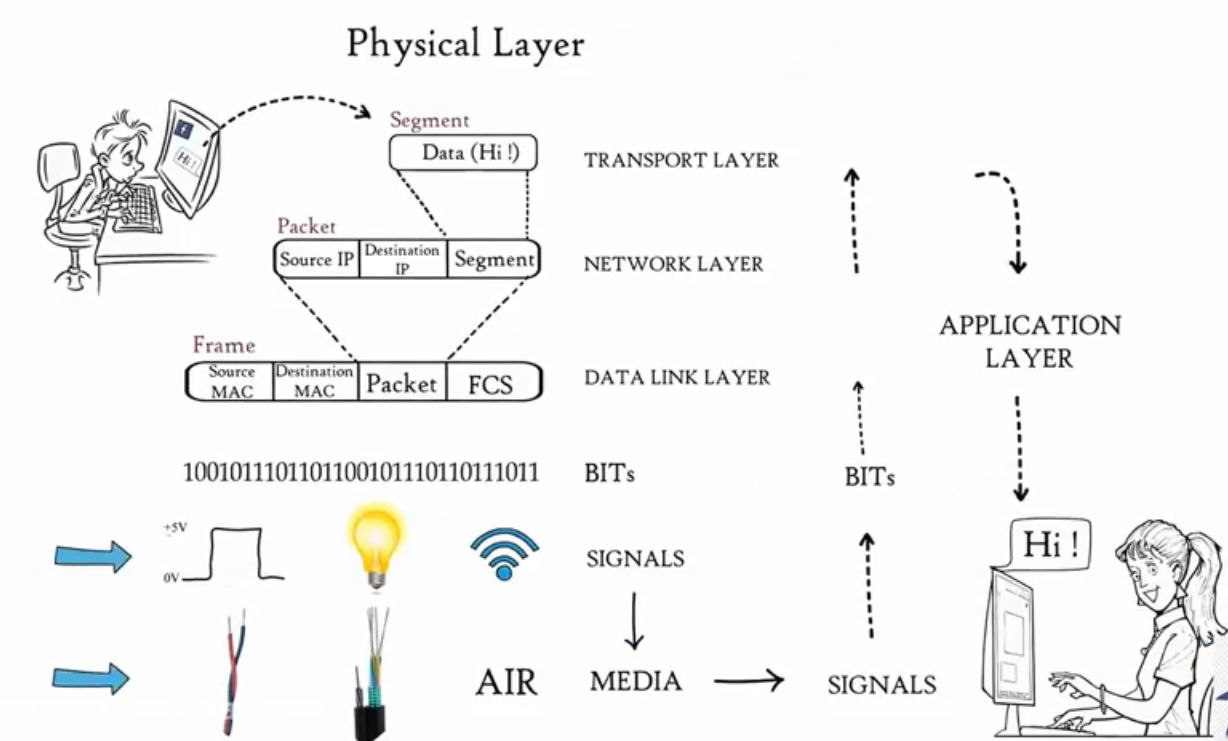 Physical Layer
Hi !
Segment
Data (Hi !)
TRANSPORT LAYER
Packet
Source IP
Destination
IP
Segment
NETWORK LAYER
Frame
Source
MAC
Destination
MAC
Packet
FCS
DATA LINK LAYER
1001011101101100101110110111011
BITs
+5V
0V
SIGNALS
AIR
MEDIA
SIGNALS
BITs
APPLICATION
LAYER
Hi !